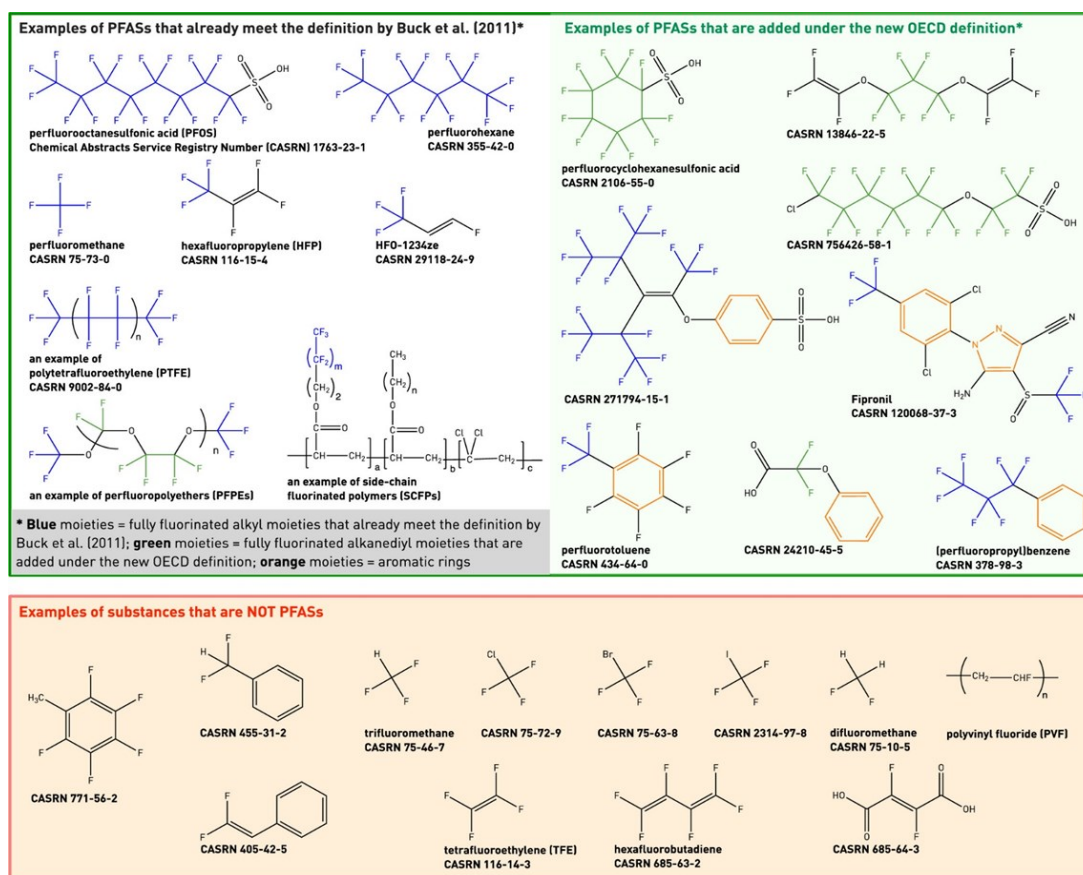 Examples of PFASs that already meet the definition by Buck et al. (2011)*
perfluorooctanesulfonic acid (PFOS)
Chemical Abstracts Service Registry Number (CASRN) 1763-23-1
perfluorohexane
CASRN 355-42-0
perfluoromethane
CASRN 75-73-0
hexafluoropropylene (HFP)
CASRN 116-15-4
HFO-1234ze
CASRN 29118-24-9
an example of
polytetrafluoroethylene (PTFE)
CASRN 9002-84-0
an example of perfluoropolyethers (PFPEs)
an example of side-chain
fluorinated polymers (SCFPs)
* Blue moieties = fully fluorinated alkyl moieties that already meet the definition by
Buck et al. (2011); green moieties = fully fluorinated alkanediyl moieties that are
added under the new OECD definition; orange moieties = aromatic rings
Examples of PFASs that are added under the new OECD definition*
perfluorocyclohexanesulfonic acid
CASRN 2106-55-0
CASRN 13846-22-5
CASRN 756426-58-1
CASRN 271794-15-1
Fipronil
CASRN 120068-37-3
perfluorotoluene
CASRN 434-64-0
CASRN 24210-45-5
(perfluoropropyl)benzene
CASRN 378-98-3
Examples of substances that are NOT PFASs
CASRN 771-56-2
CASRN 455-31-2
trifluoromethane
CASRN 75-46-7
CASRN 75-72-9
CASRN 75-63-8
CASRN 2314-97-8
difluoromethane
CASRN 75-10-5
polyvinyl fluoride (PVF)
CASRN 405-42-5
tetrafluoroethylene (TFE)
CASRN 116-14-3
hexafluorobutadiene
CASRN 685-63-2
CASRN 685-64-3